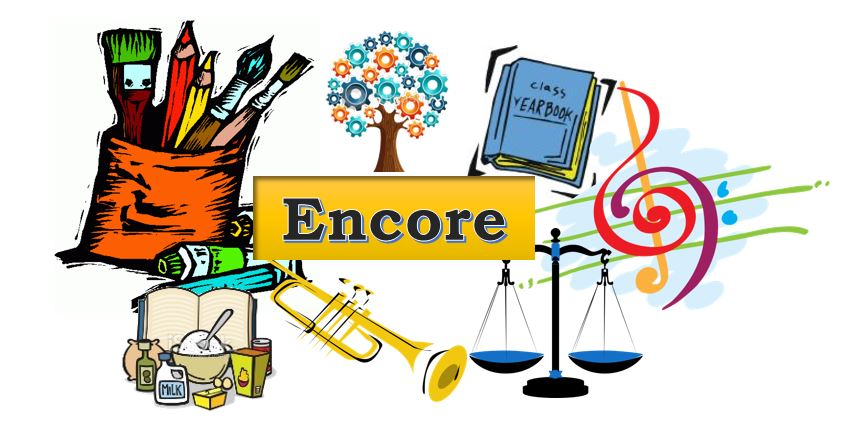 class
YEARBOOK
Encore
MILK